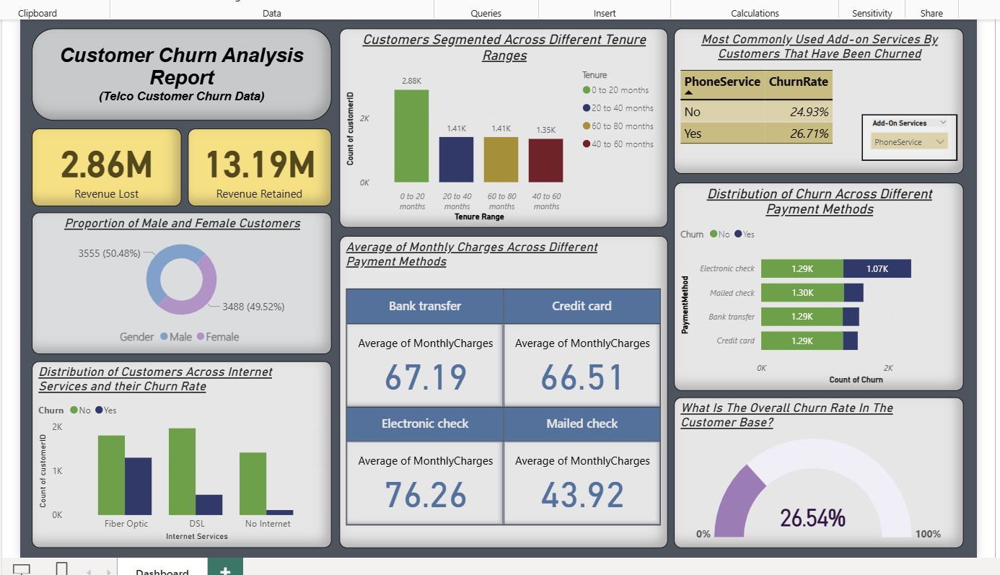 Clipboard
Data
Queries
Insert
Calculations
Sensitivity
Share
Customer Churn Analysis
Report
(Telco Customer Churn Data)
2.86M
Revenue Lost
13.19M
Revenue Retained
Proportion of Male and Female Customers
3555 (50.48%)
3488 (49.52%)
Gender Male Female
Distribution of Customers Across Internet
Services and their Churn Rate
Churn No Yes
Count of customerID
2K
1K
0K
Fiber Optic
DSL
No Internet
Internet Services
Customers Segmented Across Different Tenure
Ranges
Count of customerID
2K
0K
2.88K
1.41K
1.41K
1.35K
0 to 20
months
20 to 40
months
60 to 80
months
40 to 60
months
Tenure Range
Tenure
0 to 20 months
20 to 40 months
60 to 80 months
40 to 60 months
Average of Monthly Charges Across Different
Payment Methods
Bank transfer
Credit card
Average of MonthlyCharges
Average of MonthlyCharges
67.19
66.51
Electronic check
Mailed check
Average of MonthlyCharges
Average of MonthlyCharges
76.26
43.92
Most Commonly Used Add-on Services By
Customers That Have Been Churned
PhoneService ChurnRate
No 24.93%
Yes 26.71%
Add-On Services
PhoneService
Distribution of Churn Across Different
Payment Methods
Churn No Yes
PaymentMethod
Electronic check 1.29K 1.07K
Mailed check 1.30K
Bank transfer 1.29K
Credit card 1.29K
0K
2K
Count of Churn
What Is The Overall Churn Rate In The
Customer Base?
26.54%
0%
100%
Dashboard
+